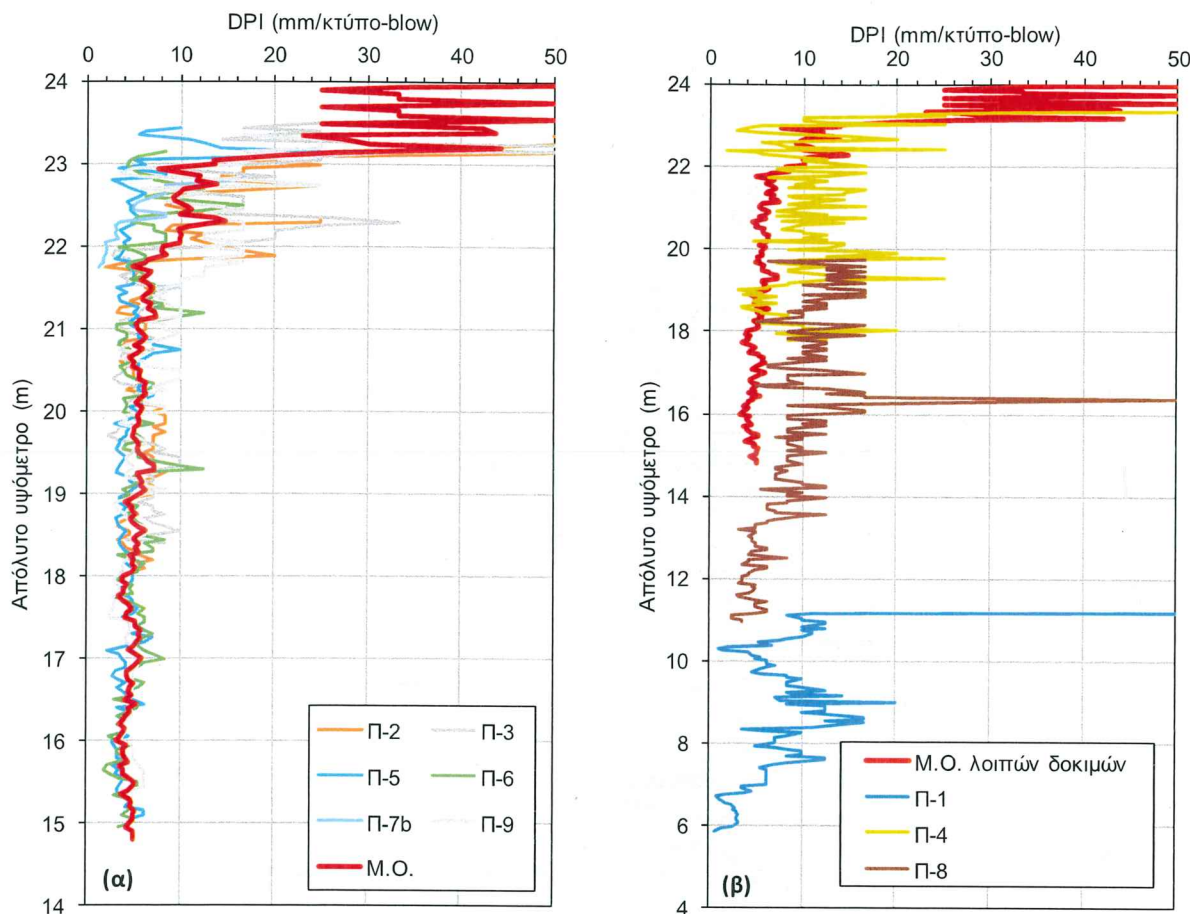 DPI (mm/κτύπο-blow)
0 10 20 30 40 50
24
23
22
21
20
19
18
17
16
15
14
Απόλυτο υψόμετρο (m)
Π-2 Π-3
Π-5 Π-6
Π-7b Π-9
Μ.Ο.
(α)
DPI (mm/κτύπο-blow)
0 10 20 30 40 50
24
22
20
18
16
14
12
10
8
6
4
Απόλυτο υψόμετρο (m)
Μ.Ο. λοιπών δοκιμών
Π-1
Π-4
Π-8
(β)